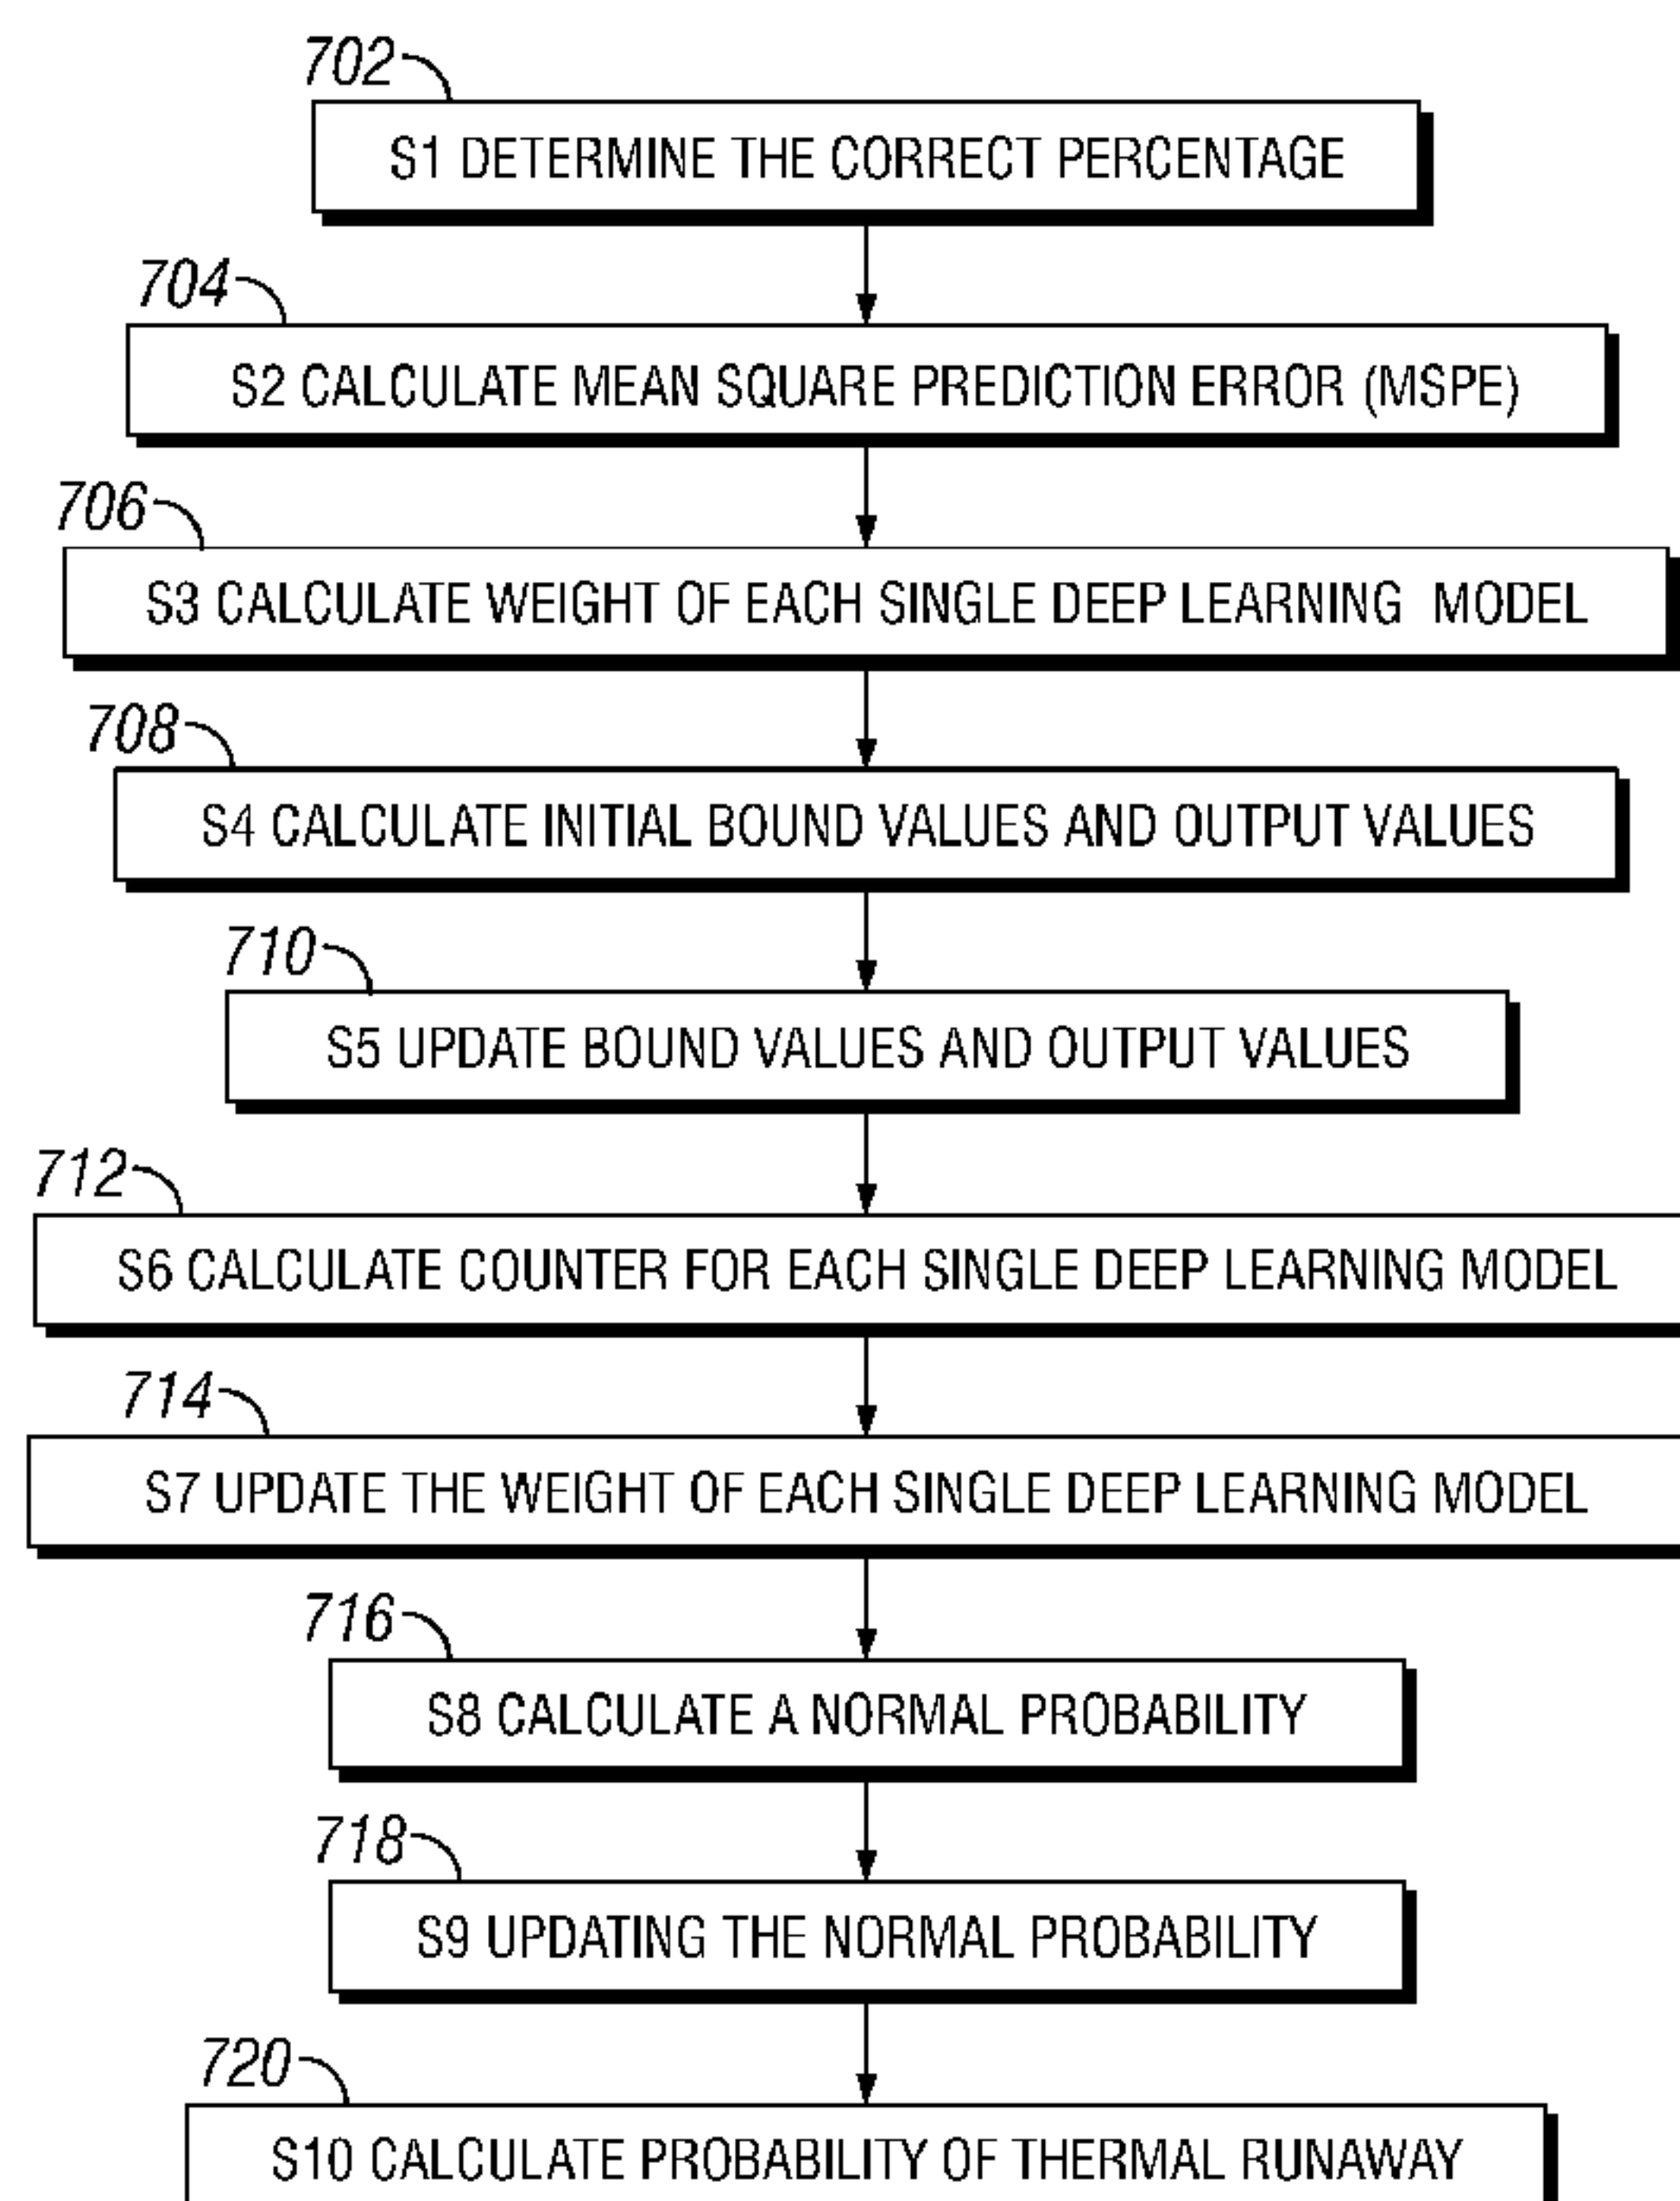 702
S1 DETERMINE THE CORRECT PERCENTAGE
704
S2 CALCULATE MEAN SQUARE PREDICTION ERROR (MSPE)
706
S3 CALCULATE WEIGHT OF EACH SINGLE DEEP LEARNING MODEL
708
S4 CALCULATE INITIAL BOUND VALUES AND OUTPUT VALUES
710
S5 UPDATE BOUND VALUES AND OUTPUT VALUES
712
S6 CALCULATE COUNTER FOR EACH SINGLE DEEP LEARNING MODEL
714
S7 UPDATE THE WEIGHT OF EACH SINGLE DEEP LEARNING MODEL
716
S8 CALCULATE A NORMAL PROBABILITY
718
S9 UPDATING THE NORMAL PROBABILITY
720
S10 CALCULATE PROBABILITY OF THERMAL RUNAWAY